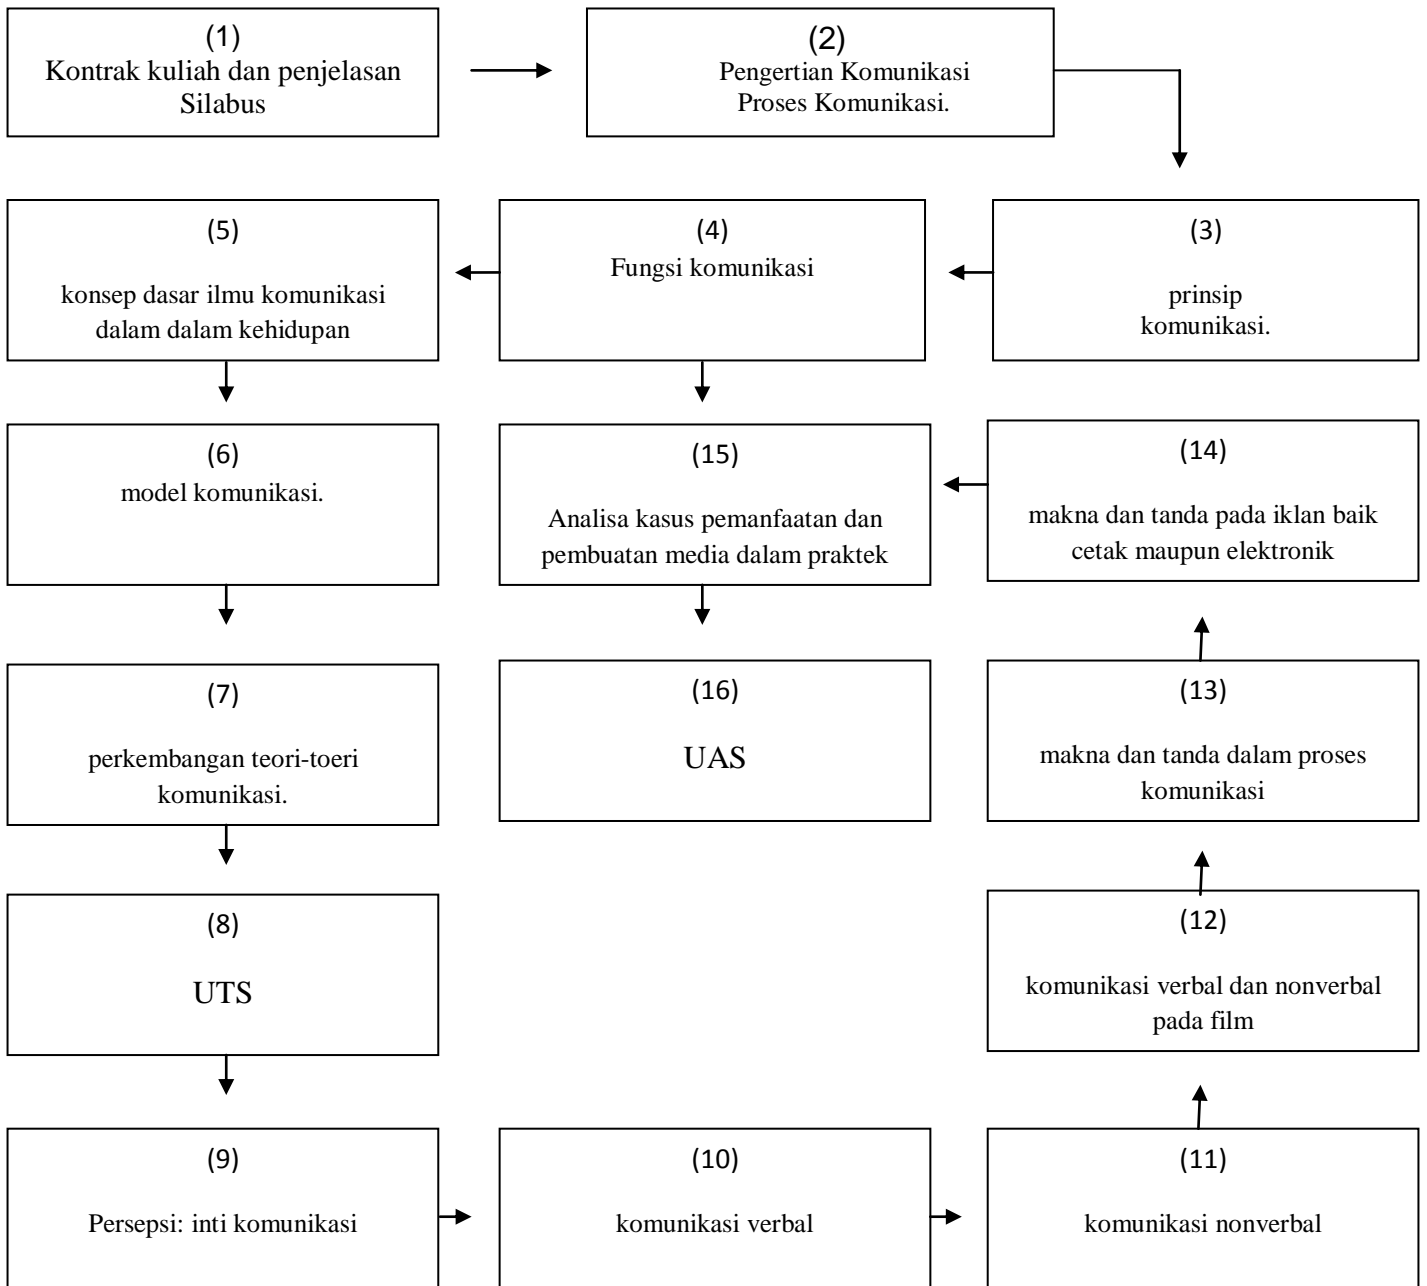 (1)
Kontrak kuliah dan penjelasan
Silabus
(2)
Pengertian Komunikasi
Proses Komunikasi.
(3)
prinsip
komunikasi.
(4)
Fungsi komunikasi
(5)
konsep dasar ilmu komunikasi
dalam dalam kehidupan
(6)
model komunikasi.
(7)
perkembangan teori-toeri
komunikasi.
(8)
UTS
(9)
Persepsi: inti komunikasi
(10)
komunikasi verbal
(11)
komunikasi nonverbal
(12)
komunikasi verbal dan nonverbal
pada film
(13)
makna dan tanda dalam proses
komunikasi
(14)
makna dan tanda pada iklan baik
cetak maupun elektronik
(15)
Analisa kasus pemanfaatan dan
pembuatan media dalam praktek
(16)
UAS